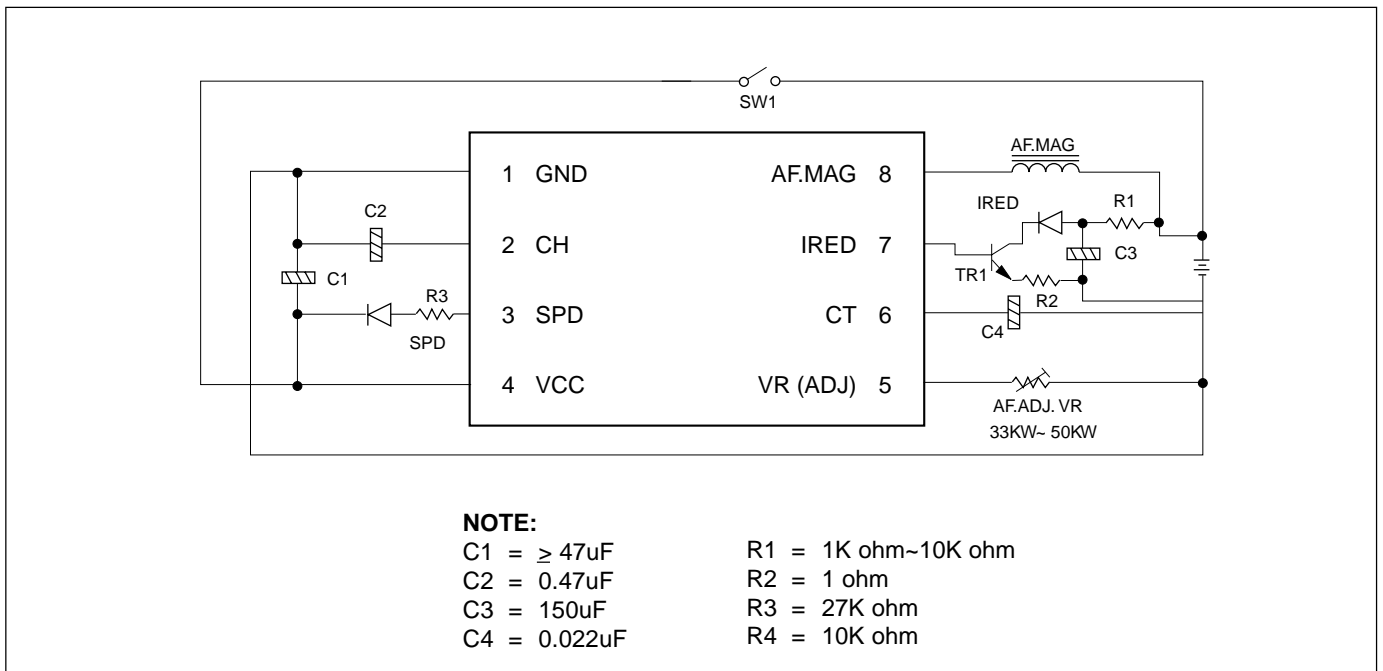 SW1
1 GND
AF.MAG 8
AF.MAG
C2
2 CH
IRED 7
IRED
R1
C1
TR1
C3
R2
R3
3 SPD
SPD
CT 6
C4
4 VCC
VR (ADJ) 5
AF.ADJ. VR
33KW~ 50KW
NOTE:
C1 = ≥ 47uF
R1 = 1K ohm~10K ohm
C2 = 0.47uF
R2 = 1 ohm
C3 = 150uF
R3 = 27K ohm
C4 = 0.022uF
R4 = 10K ohm